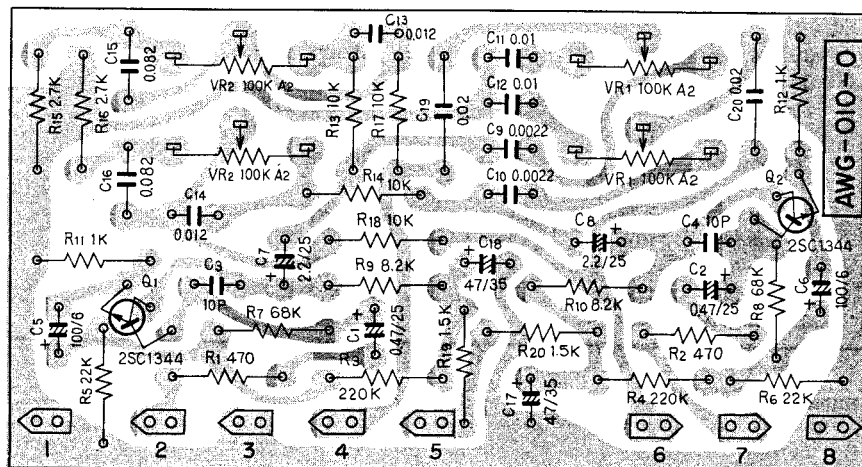 C13
0.012
C15
0.082
C11 0.01
VR2 100K A2
VR1 100K A2
C12 0.01
R15 2.7K
R16 2.7K
R13 10K
R17 10K
C19
0.02
C20 0.02
R12 1K
AWG-010-0
C9 0.0022
VR2 100K A2
VR1 100K A2
C16
0.082
R14
10K
C10 0.0022
Q2
C14
0.012
R18 10K
C8
2.2/25
C4 10P
2SC1344
R11 1K
C7
2.2/25
C18
47/35
Q1
C3
10P
R9 8.2K
R10 8.2K
C2
0.47/25
R8 68K
C6
100/6
C5
100/6
R7 68K
C1
0.47/25
R19 1.5K
2SC1344
R1 470
R3
220K
R20 1.5K
R2 470
R5 22K
C17
47/35
R4 220K
R6 22K
1
2
3
4
5
6
7
8